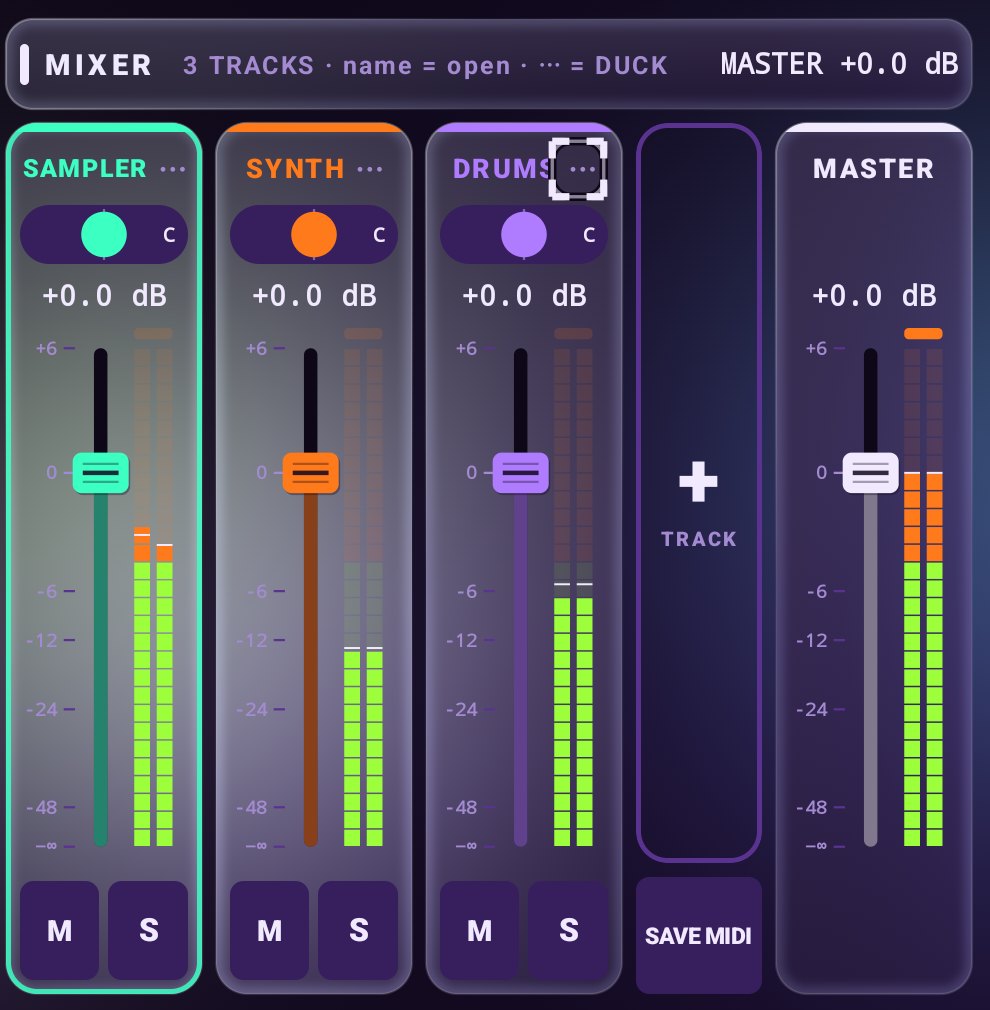 MIXER 3 TRACKS · name = open · ··· = DUCK MASTER +0.0 dB
SAMPLER ··· SYNTH ··· DRUMS ··· MASTER
C C C
+0.0 dB +0.0 dB +0.0 dB +0.0 dB
+6 +6 +6 +6
0 0 0 0
TRACK
-6 -6 -6 -6
-12 -12 -12 -12
-24 -24 -24 -24
-48 -48 -48 -48
-∞ -∞ -∞ -∞
M S M S M S SAVE MIDI